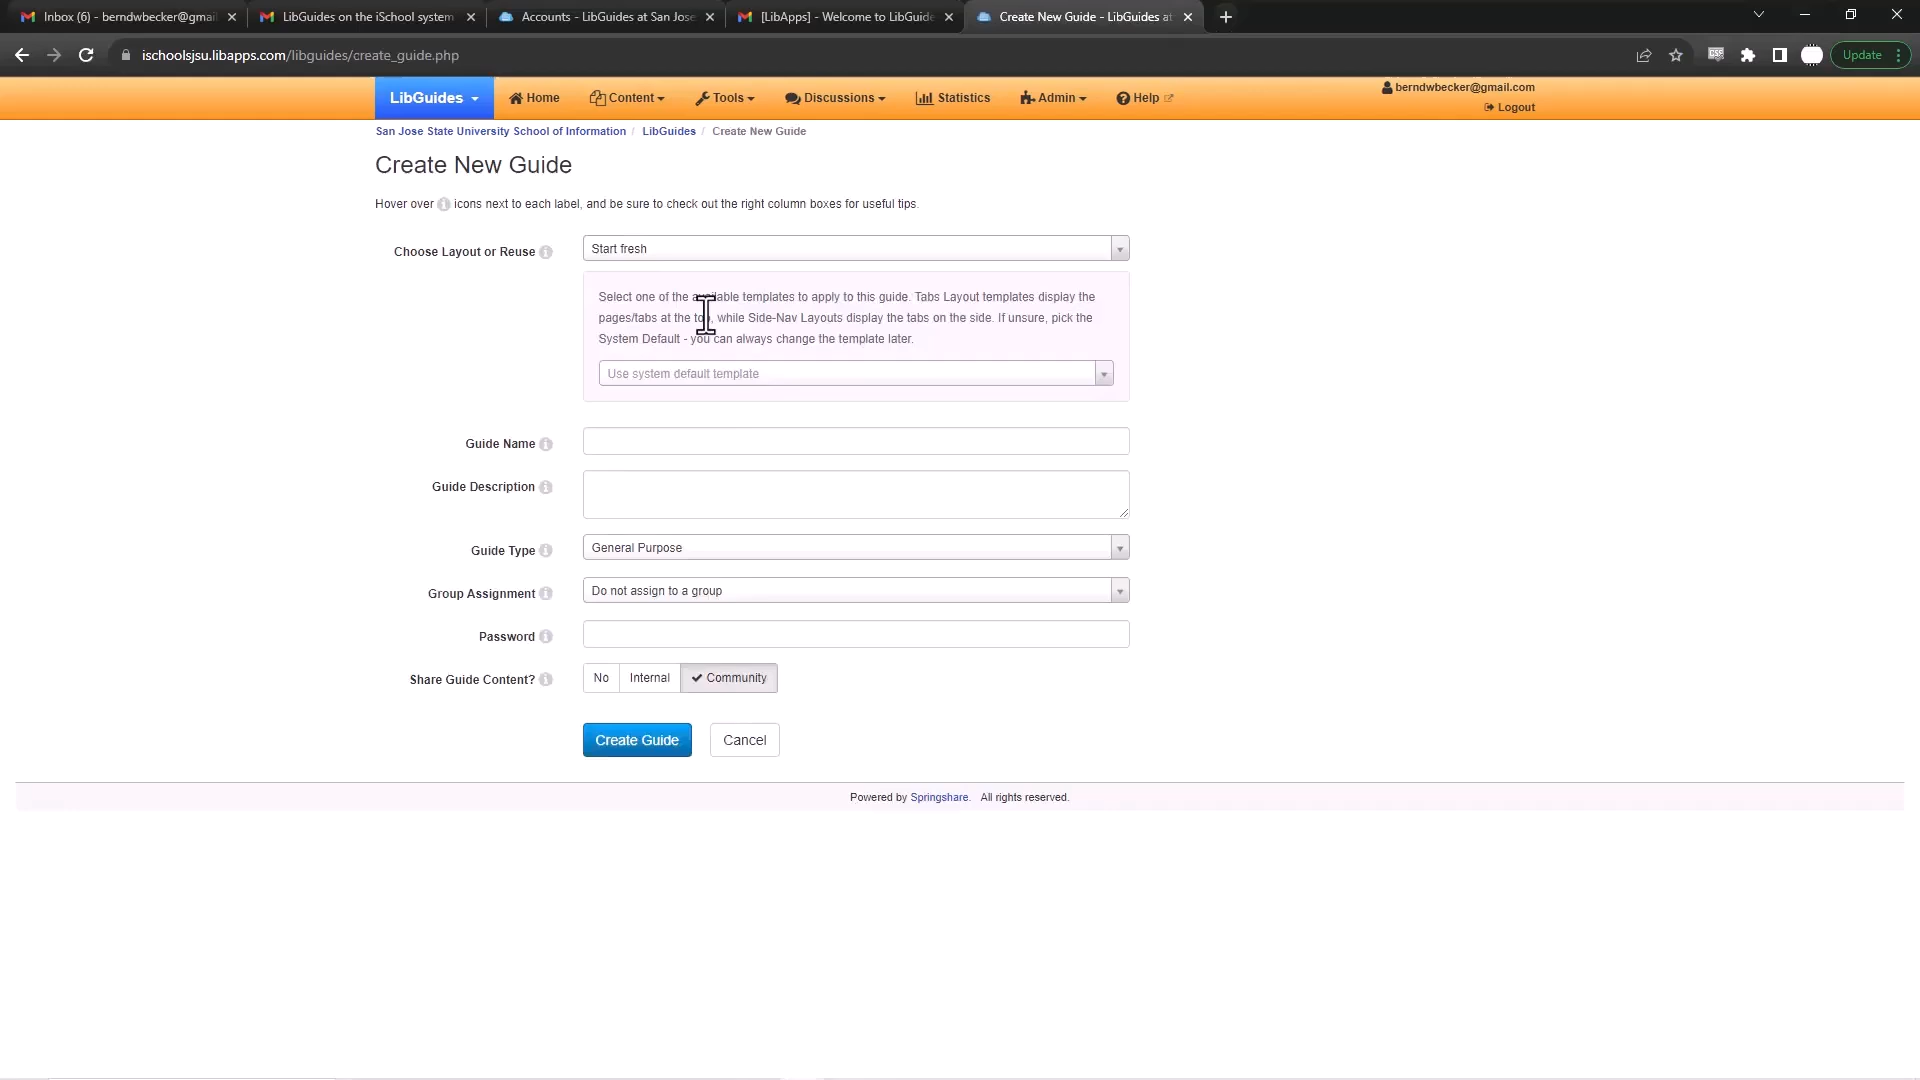 Inbox (6) - berndwbecker@gmai
LibGuides on the iSchool system
Accounts - LibGuides at San Jose
[LibApps] - Welcome to LibGuide
Create New Guide - LibGuides at
ischoolsjsu.libapps.com/libguides/create_guide.php
Update
LibGuides
Home
Content
Tools
Discussions
Statistics
Admin
Help
berndwbecker@gmail.com
Logout
San Jose State University School of Information / LibGuides / Create New Guide
Create New Guide
Hover over icons next to each label, and be sure to check out the right column boxes for useful tips.
Choose Layout or Reuse
Start fresh
Select one of the available templates to apply to this guide. Tabs Layout templates display the
pages/tabs at the top, while Side-Nav Layouts display the tabs on the side. If unsure, pick the
System Default - you can always change the template later.
Use system default template
Guide Name
Guide Description
Guide Type
General Purpose
Group Assignment
Do not assign to a group
Password
Share Guide Content?
No
Internal
Community
Create Guide
Cancel
Powered by Springshare. All rights reserved.